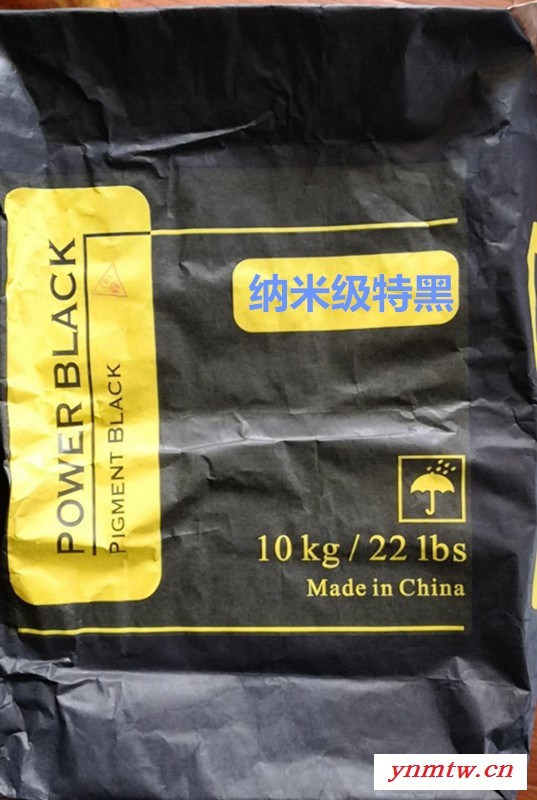 POWER BLACK
PIGMENT BLACK
纳米级特黑
10 kg / 22 lbs
Made in China
ynmtw.cn